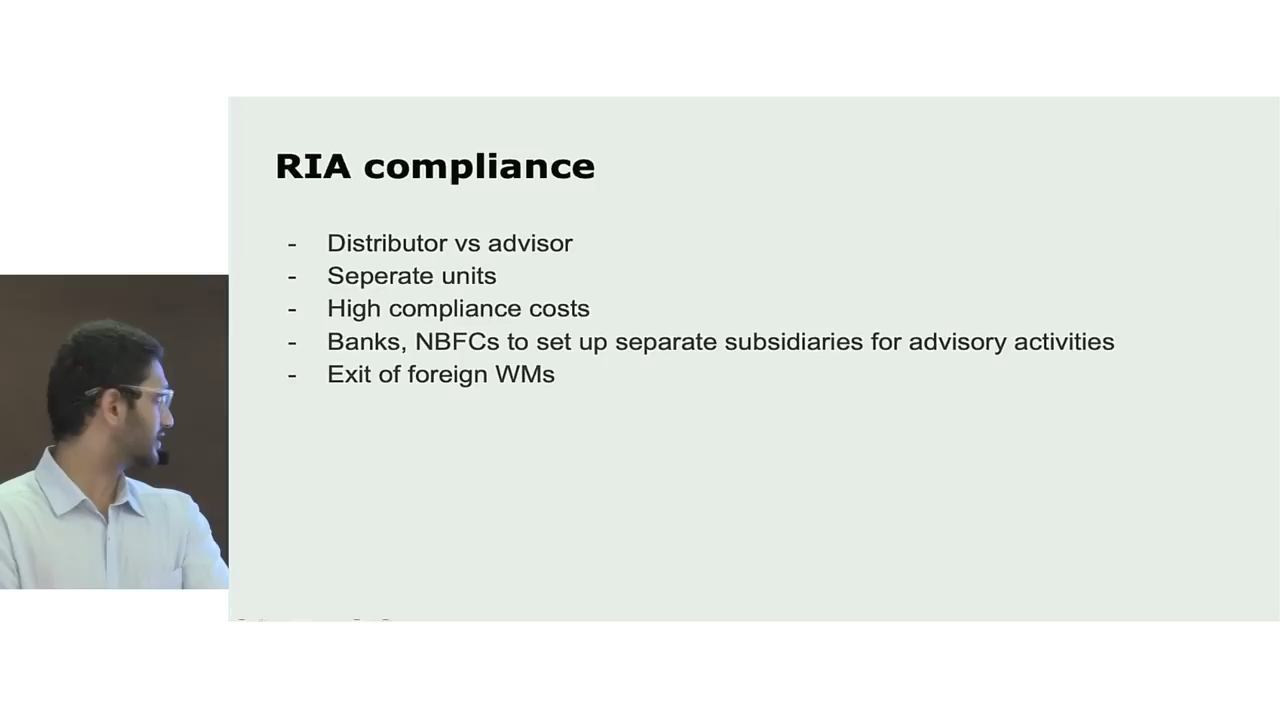 RIA compliance
- Distributor vs advisor
- Seperate units
- High compliance costs
- Banks, NBFCs to set up separate subsidiaries for advisory activities
- Exit of foreign WMs